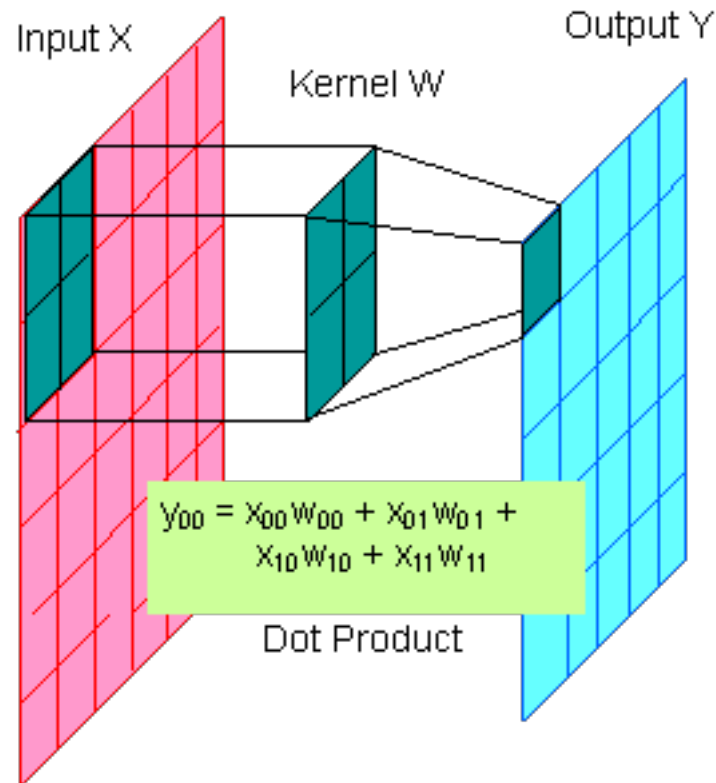 Input X
Output Y
Kernel W
y₀₀ = x₀₀w₀₀ + x₀₁w₀₁ +
x₁₀w₁₀ + x₁₁w₁₁
Dot Product